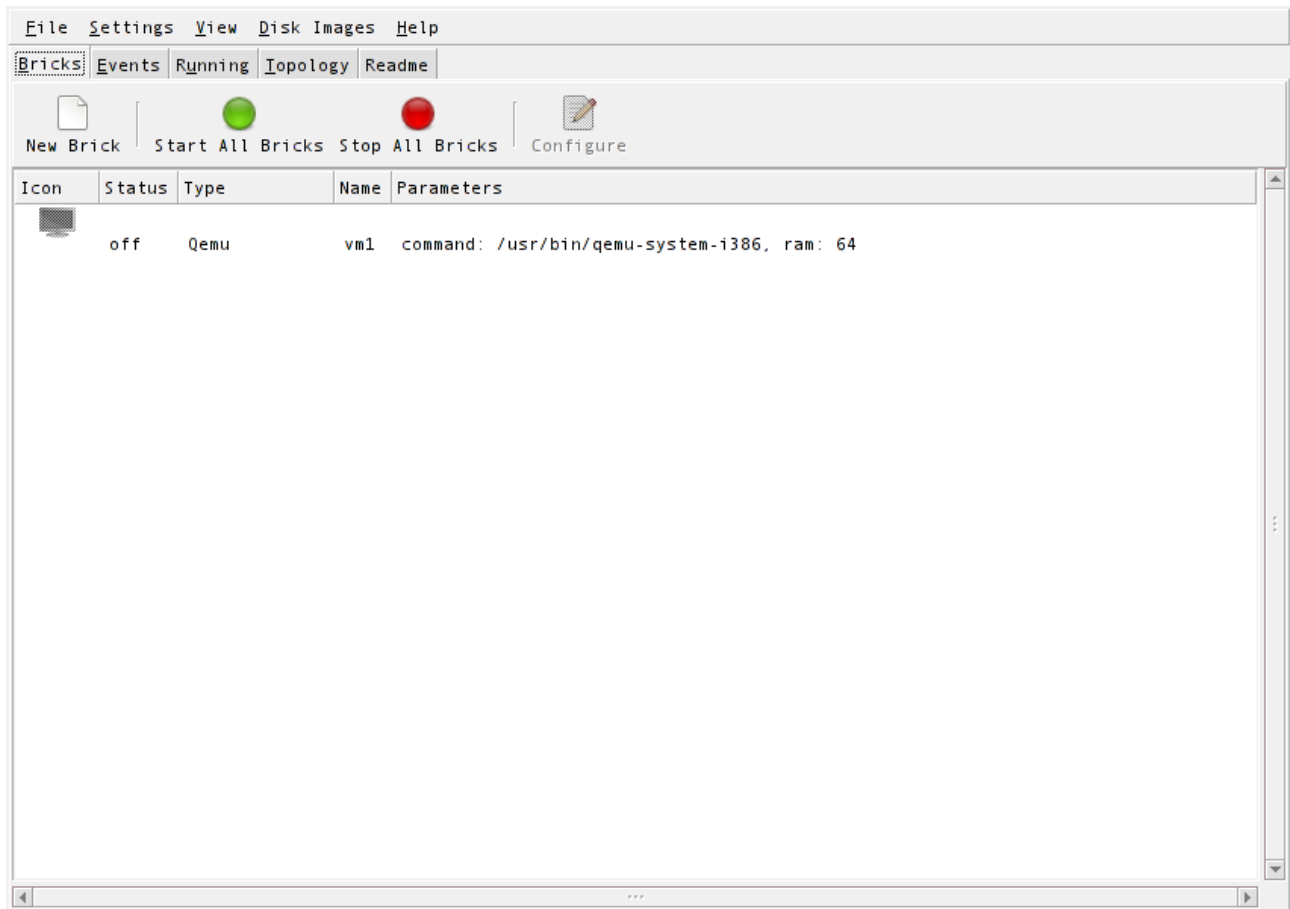 File Settings View Disk Images Help
Bricks Events Running Topology Readme
New Brick Start All Bricks Stop All Bricks Configure
Icon Status Type Name Parameters
off Qemu vm1 command: /usr/bin/qemu-system-i386, ram: 64